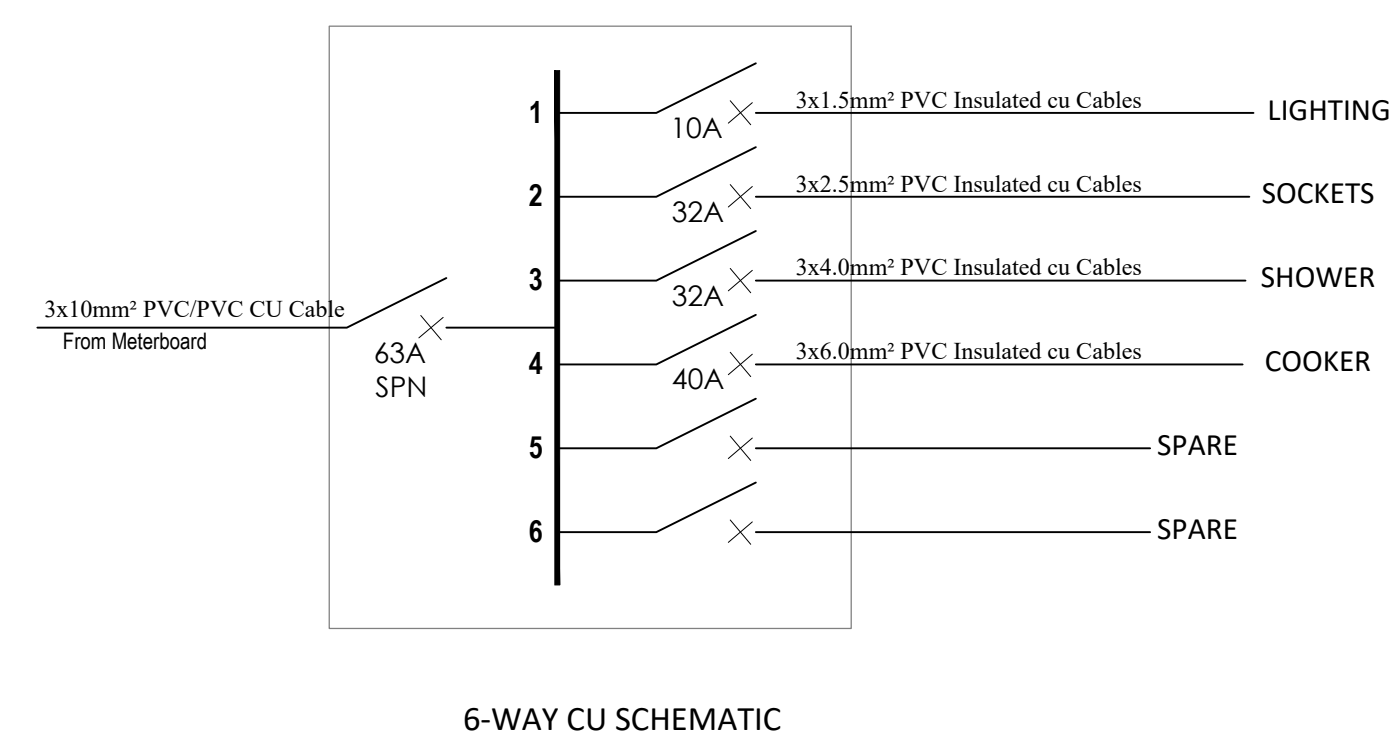 1
10A
3x1.5mm² PVC Insulated cu Cables
LIGHTING
2
32A
3x2.5mm² PVC Insulated cu Cables
SOCKETS
3
32A
3x4.0mm² PVC Insulated cu Cables
SHOWER
3x10mm² PVC/PVC CU Cable
From Meterboard
63A
SPN
4
40A
3x6.0mm² PVC Insulated cu Cables
COOKER
5
SPARE
6
SPARE
6-WAY CU SCHEMATIC